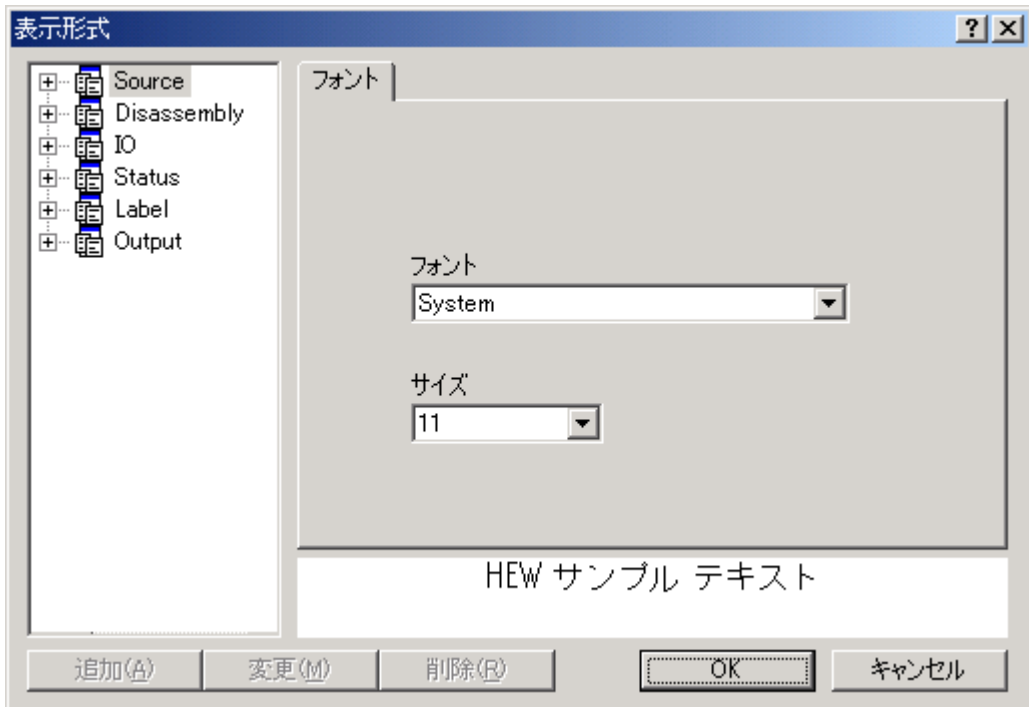 表示形式
Source
Disassembly
IO
Status
Label
Output
フォント
フォント
System
サイズ
11
HEW サンプル テキスト
追加(A)
変更(M)
削除(R)
OK
キャンセル